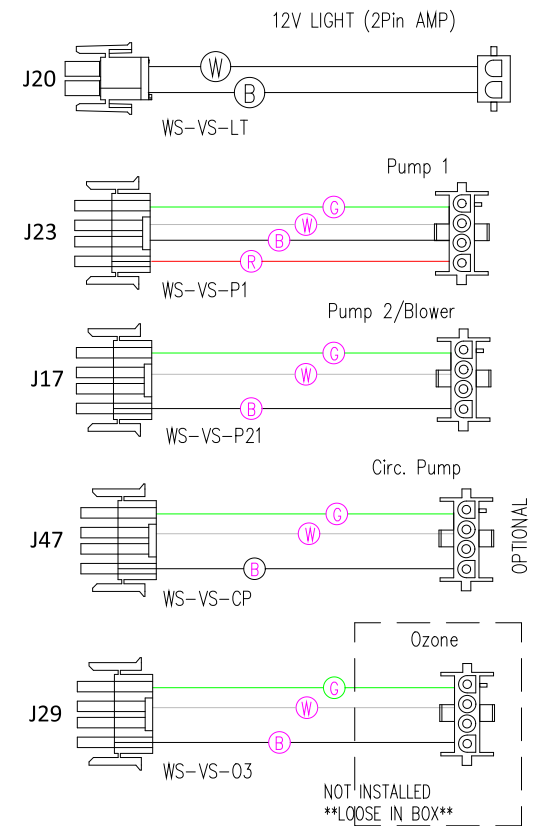 12V LIGHT (2Pin AMP)
J20
W
B
WS-VS-LT
Pump 1
J23
G
W
B
R
WS-VS-P1
Pump 2/Blower
J17
G
W
B
WS-VS-P21
Circ. Pump
J47
G
W
B
OPTIONAL
WS-VS-CP
Ozone
J29
G
W
B
WS-VS-O3
NOT INSTALLED
**LOOSE IN BOX**